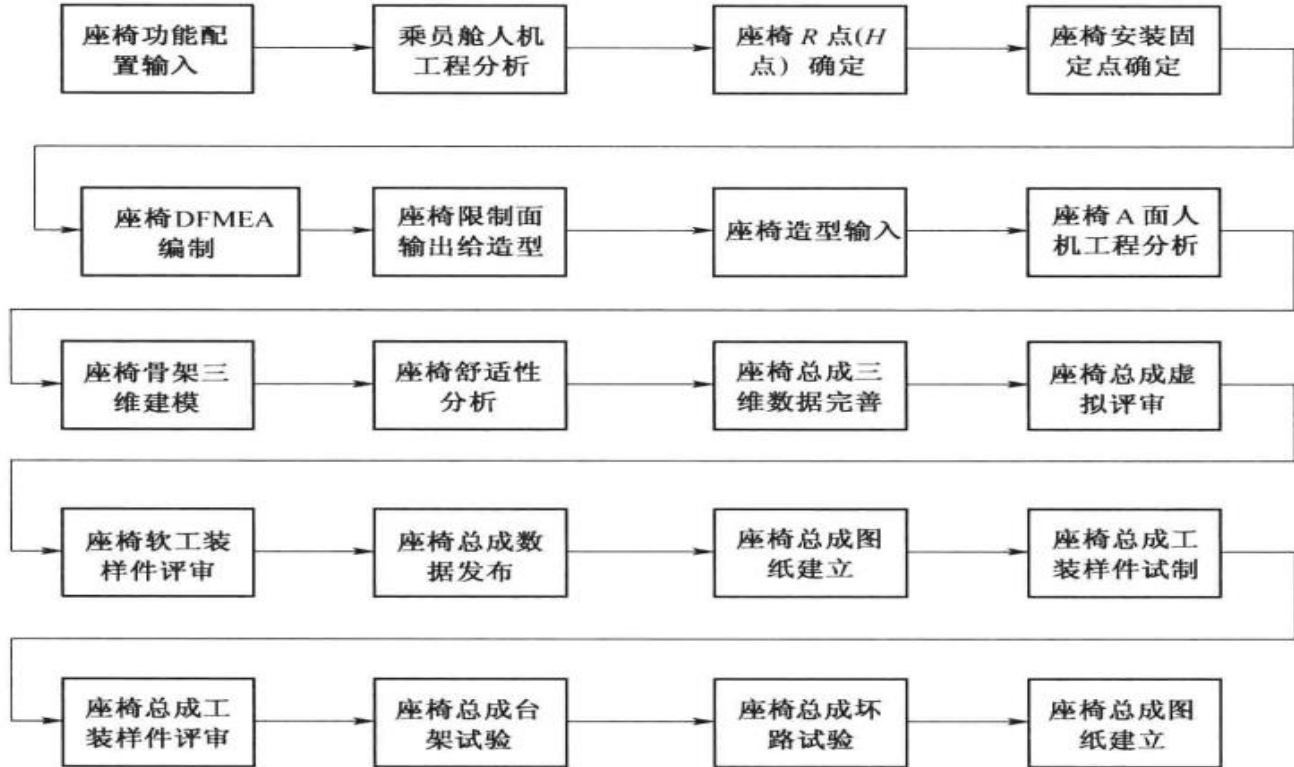 座椅功能配
置输入
乘员舱人机
工程分析
座椅 R 点(H
点) 确定
座椅安装固
定点确定
座椅DFMEA
编制
座椅限制面
输出给造型
座椅造型输入
座椅 A 面人
机工程分析
座椅骨架三
维建模
座椅舒适性
分析
座椅总成三
维数据完善
座椅总成虚
拟评审
座椅软工装
样件评审
座椅总成数
据发布
座椅总成图
纸建立
座椅总成工
装样件试制
座椅总成工
装样件评审
座椅总成台
架试验
座椅总成坏
路试验
座椅总成图
纸建立